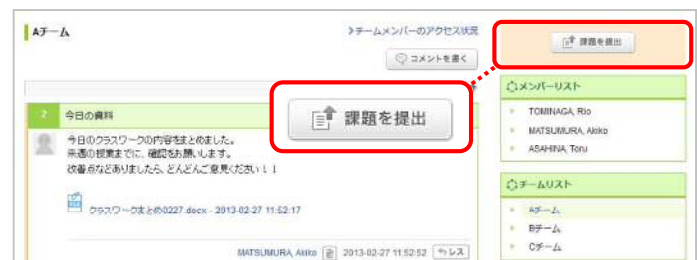 Aチーム
>チームメンバーのアクセス状況
課題を提出
コメントを書く
メンバーリスト
TOMINAGA, Rio
MATSUMURA, Akiko
ASAHINA, Toru
課題を提出
2 今日の資料
今日のクラスワークの内容をまとめました。
来週の授業までに、確認をお願いします。
改善点などありましたら、どんどんご意見ください！！
クラスワークまとめ0227.docx - 2013-02-27 11:52:17
MATSUMURA, Akiko 2013-02-27 11:52:52 レス
チームリスト
Aチーム
Bチーム
Cチーム